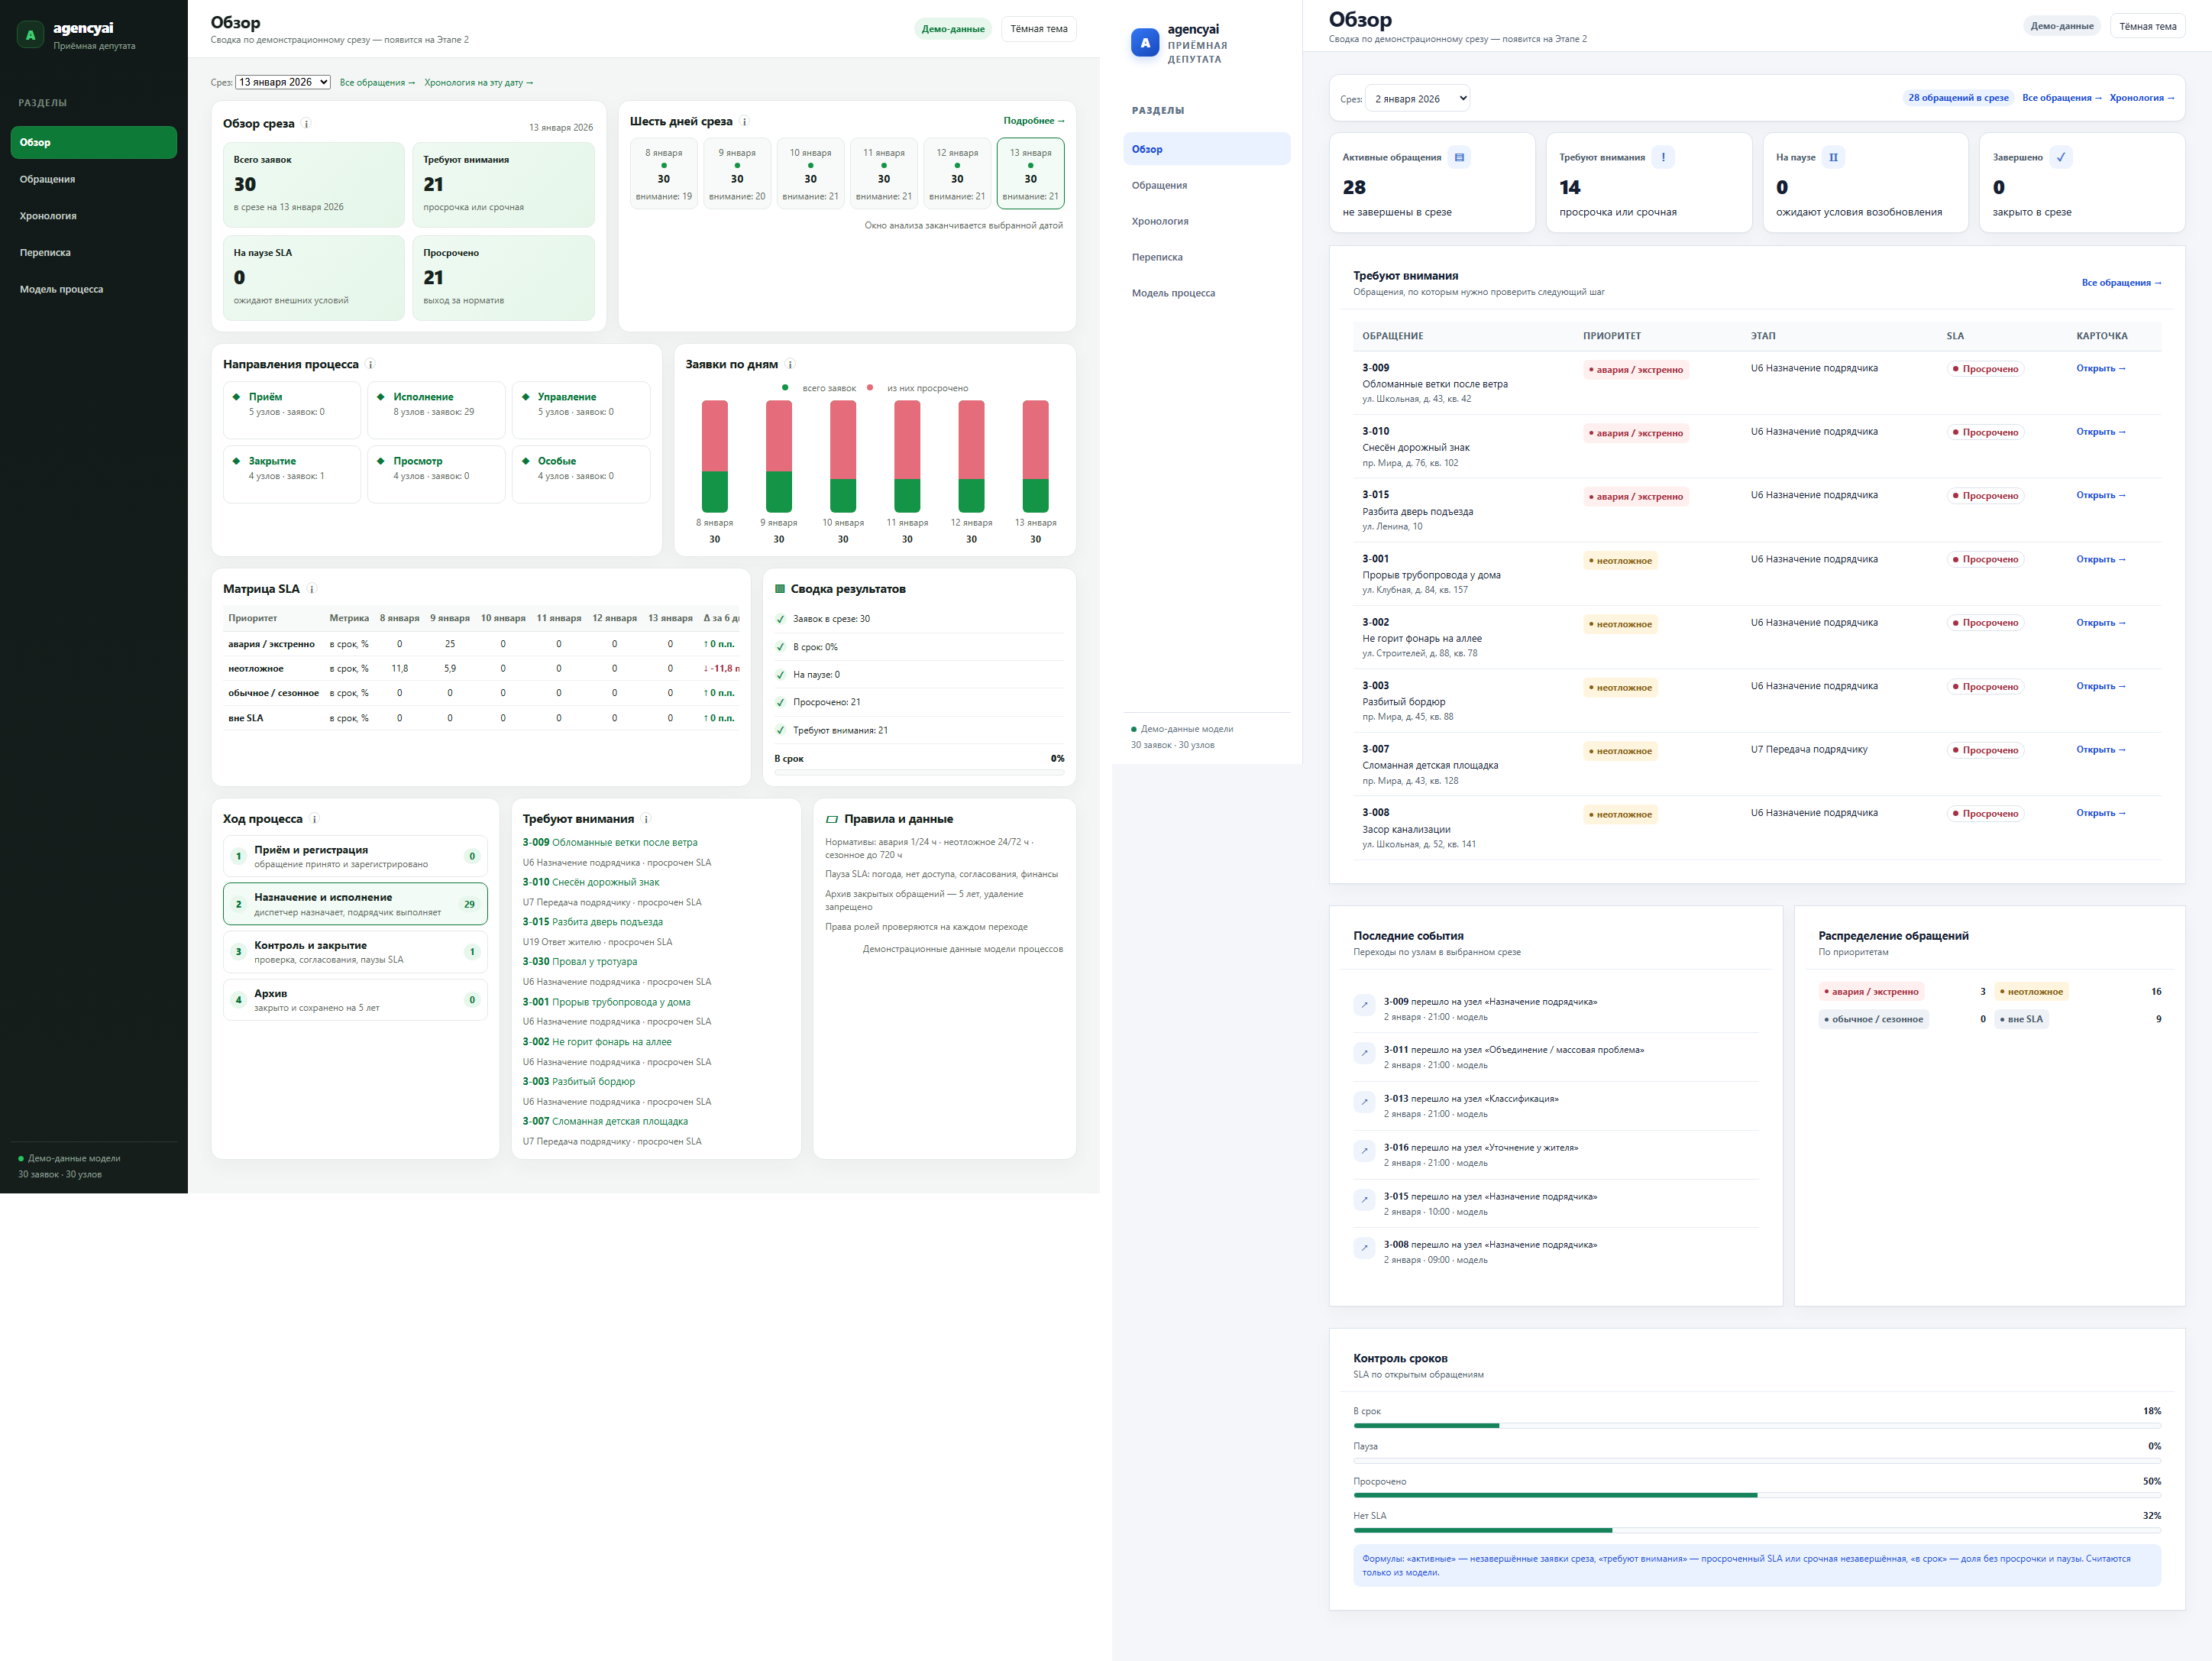 A
agencyai
Приёмная депутата
РАЗДЕЛЫ
Обзор
Обращения
Хронология
Переписка
Модель процесса
Демо-данные модели
30 заявок · 30 узлов
Обзор
Сводка по демонстрационному срезу — появится на Этапе 2
Демо-данные
Тёмная тема
Срез: 13 января 2026
Все обращения →
Хронология на эту дату →
Обзор среза i
13 января 2026
Всего заявок
30
в срезе на 13 января 2026
Требуют внимания
21
просрочка или срочная
На паузе SLA
0
ожидают внешних условий
Просрочено
21
выход за норматив
Шесть дней среза i
Подробнее →
8 января
30
внимание: 19
9 января
30
внимание: 20
10 января
30
внимание: 21
11 января
30
внимание: 21
12 января
30
внимание: 21
13 января
30
внимание: 21
Окно анализа заканчивается выбранной датой
Направления процесса i
Приём
5 узлов · заявок: 0
Исполнение
8 узлов · заявок: 29
Управление
5 узлов · заявок: 0
Закрытие
4 узлов · заявок: 1
Просмотр
4 узлов · заявок: 0
Особые
4 узлов · заявок: 0
Заявки по дням i
всего заявок
из них просрочено
8 января 9 января 10 января 11 января 12 января 13 января
30 30 30 30 30 30
Матрица SLA i
Приоритет Метрика 8 января 9 января 10 января 11 января 12 января 13 января Δ за 6 д
авария / экстренно в срок, % 0 25 0 0 0 0 ↑ 0 п.п.
неотложное в срок, % 11,8 5,9 0 0 0 0 ↓ -11,8 п
обычное / сезонное в срок, % 0 0 0 0 0 0 ↑ 0 п.п.
вне SLA в срок, % 0 0 0 0 0 0 ↑ 0 п.п.
Сводка результатов
✓ Заявок в срезе: 30
✓ В срок: 0%
✓ На паузе: 0
✓ Просрочено: 21
✓ Требуют внимания: 21
В срок 0%
Ход процесса i
1 Приём и регистрация 0
обращение принято и зарегистрировано
2 Назначение и исполнение 29
диспетчер назначает, подрядчик выполняет
3 Контроль и закрытие 1
проверка, согласования, паузы SLA
4 Архив 0
закрыто и сохранено на 5 лет
Требуют внимания i
З-009 Обломанные ветки после ветра
U6 Назначение подрядчика · просрочен SLA
З-010 Снесён дорожный знак
U7 Передача подрядчику · просрочен SLA
З-015 Разбита дверь подъезда
U19 Ответ жителю · просрочен SLA
З-030 Провал у тротуара
U6 Назначение подрядчика · просрочен SLA
З-001 Прорыв трубопровода у дома
U6 Назначение подрядчика · просрочен SLA
З-002 Не горит фонарь на аллее
U6 Назначение подрядчика · просрочен SLA
З-003 Разбитый бордюр
U6 Назначение подрядчика · просрочен SLA
З-007 Сломанная детская площадка
U7 Передача подрядчику · просрочен SLA
Правила и данные
Нормативы: авария 1/24 ч · неотложное 24/72 ч ·
сезонное до 720 ч
Пауза SLA: погода, нет доступа, согласования, финансы
Архив закрытых обращений — 5 лет, удаление
запрещено
Права ролей проверяются на каждом переходе
Демонстрационные данные модели процессов
A
agencyai
ПРИЁМНАЯ
ДЕПУТАТА
РАЗДЕЛЫ
Обзор
Обращения
Хронология
Переписка
Модель процесса
Демо-данные модели
30 заявок · 30 узлов
Обзор
Сводка по демонстрационному срезу — появится на Этапе 2
Демо-данные
Тёмная тема
Срез: 2 января 2026
28 обращений в срезе
Все обращения →
Хронология →
Активные обращения
28
не завершены в срезе
Требуют внимания !
14
просрочка или срочная
На паузе
0
ожидают условия возобновления
Завершено ✓
0
закрыто в срезе
Требуют внимания
Обращения, по которым нужно проверить следующий шаг
Все обращения →
ОБРАЩЕНИЕ ПРИОРИТЕТ ЭТАП SLA КАРТОЧКА
З-009 авария / экстренно U6 Назначение подрядчика Просрочено Открыть →
Обломанные ветки после ветра
ул. Школьная, д. 43, кв. 42
З-010 авария / экстренно U6 Назначение подрядчика Просрочено Открыть →
Снесён дорожный знак
пр. Мира, д. 76, кв. 102
З-015 авария / экстренно U6 Назначение подрядчика Просрочено Открыть →
Разбита дверь подъезда
ул. Ленина, 10
З-001 неотложное U6 Назначение подрядчика Просрочено Открыть →
Прорыв трубопровода у дома
ул. Клубная, д. 84, кв. 157
З-002 неотложное U6 Назначение подрядчика Просрочено Открыть →
Не горит фонарь на аллее
ул. Строителей, д. 88, кв. 78
З-003 неотложное U6 Назначение подрядчика Просрочено Открыть →
Разбитый бордюр
пр. Мира, д. 45, кв. 88
З-007 неотложное U7 Передача подрядчику Просрочено Открыть →
Сломанная детская площадка
пр. Мира, д. 43, кв. 128
З-008 неотложное U6 Назначение подрядчика Просрочено Открыть →
Засор канализации
ул. Школьная, д. 52, кв. 141
Последние события
Переходы по узлам в выбранном срезе
З-009 перешло на узел «Назначение подрядчика»
2 января · 21:00 · модель
З-011 перешло на узел «Объединение / массовая проблема»
2 января · 21:00 · модель
З-013 перешло на узел «Классификация»
2 января · 21:00 · модель
З-016 перешло на узел «Уточнение у жителя»
2 января · 21:00 · модель
З-015 перешло на узел «Назначение подрядчика»
2 января · 10:00 · модель
З-008 перешло на узел «Назначение подрядчика»
2 января · 09:00 · модель
Распределение обращений
По приоритетам
авария / экстренно 3 неотложное 16
обычное / сезонное 0 вне SLA 9
Контроль сроков
SLA по открытым обращениям
В срок 18%
Пауза 0%
Просрочено 50%
Нет SLA 32%
Формулы: «активные» — незавершённые заявки среза, «требуют внимания» — просроченный SLA или срочная незавершённая, «в срок» — доля без просрочки и паузы. Считаются
только из модели.